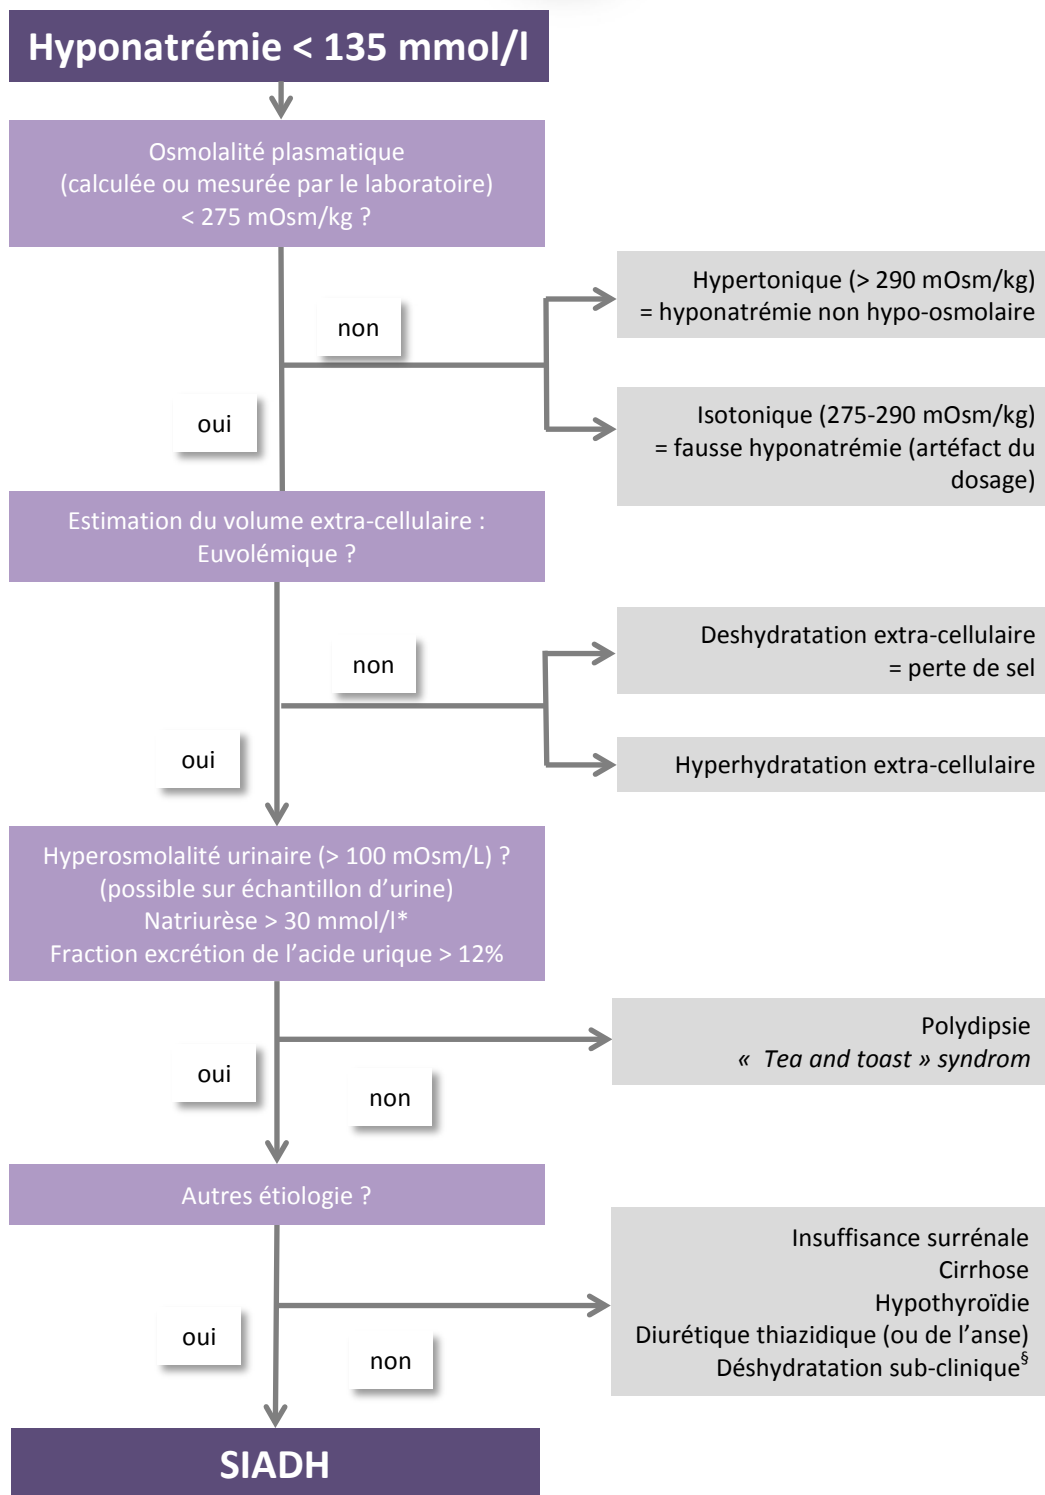 Hyponatrémie < 135 mmol/l
Osmolalité plasmatique
(calculée ou mesurée par le laboratoire)
< 275 mOsm/kg ?
Hypertonique (> 290 mOsm/kg)
= hyponatrémie non hypo-osmolaire
non
Isotonique (275-290 mOsm/kg)
= fausse hyponatrémie (artéfact du
dosage)
oui
Estimation du volume extra-cellulaire :
Euvolémique ?
Deshydratation extra-cellulaire
= perte de sel
non
Hyperhydratation extra-cellulaire
oui
Hyperosmolalité urinaire (> 100 mOsm/L) ?
(possible sur échantillon d’urine)
Natriurèse > 30 mmol/l*
Fraction excrétion de l’acide urique > 12%
Polydipsie
« Tea and toast » syndrom
oui
non
Autres étiologie ?
Insuffisance surrénale
Cirrhose
Hypothyroïdie
Diurétique thiazidique (ou de l’anse)
Déshydratation sub-clinique§
oui
non
SIADH